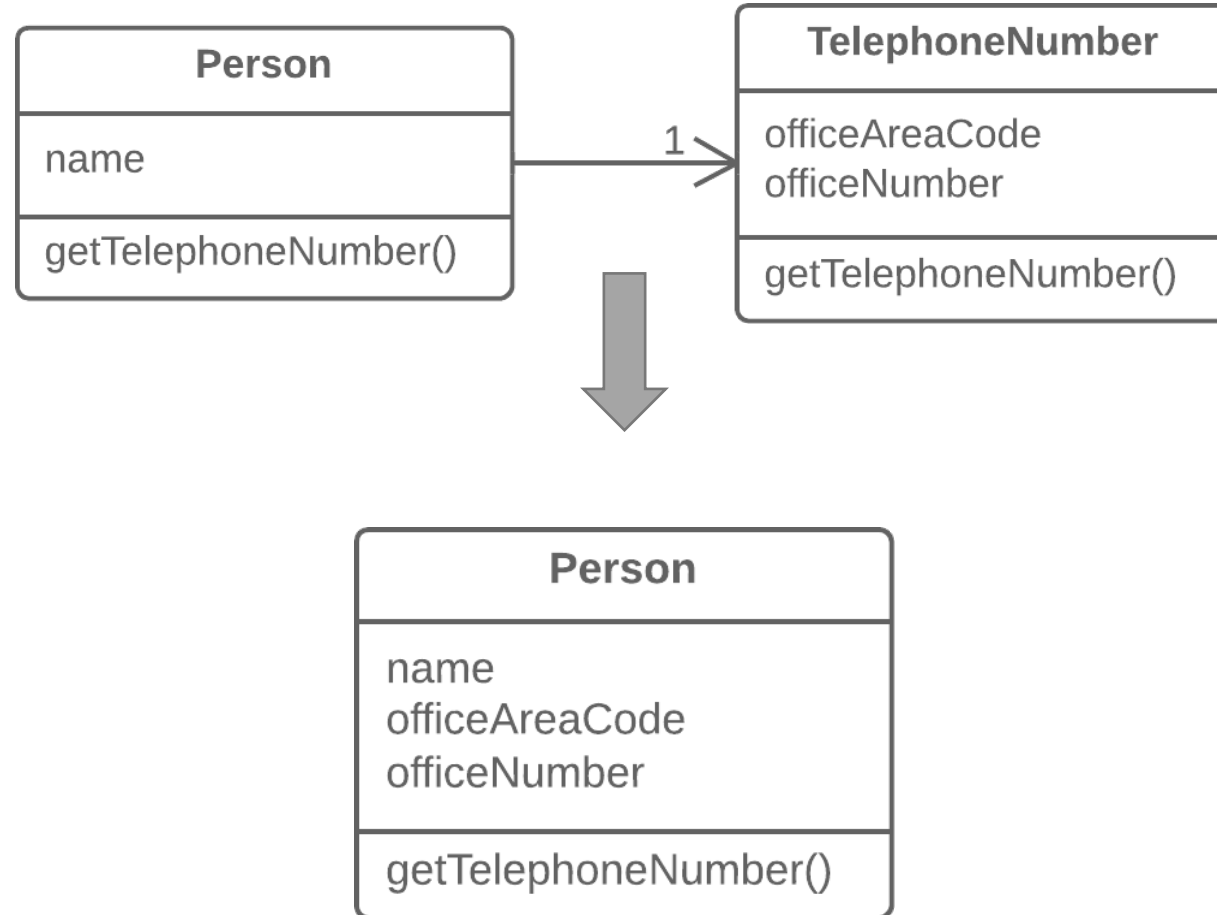 Person
name
getTelephoneNumber()
1
TelephoneNumber
officeAreaCode
officeNumber
getTelephoneNumber()
Person
name
officeAreaCode
officeNumber
getTelephoneNumber()